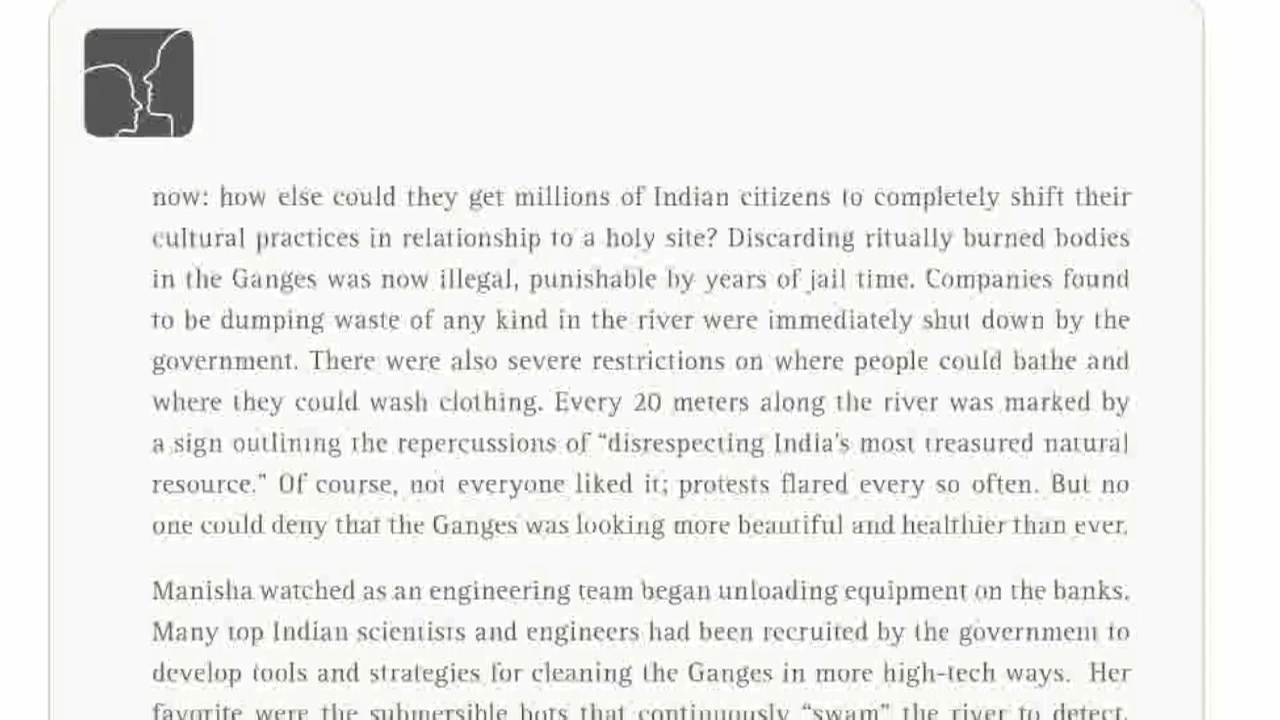 now: how else could they get millions of Indian citizens to completely shift their
cultural practices in relationship to a holy site? Discarding ritually burned bodies
in the Ganges was now illegal, punishable by years of jail time. Companies found
to be dumping waste of any kind in the river were immediately shut down by the
government. There were also severe restrictions on where people could bathe and
where they could wash clothing. Every 20 meters along the river was marked by
a sign outlining the repercussions of “disrespecting India’s most treasured natural
resource.” Of course, not everyone liked it; protests flared every so often. But no
one could deny that the Ganges was looking more beautiful and healthier than ever.
Manisha watched as an engineering team began unloading equipment on the banks.
Many top Indian scientists and engineers had been recruited by the government to
develop tools and strategies for cleaning the Ganges in more high-tech ways. Her
favorite were the submersible bots that continuously “swam” the river to detect,